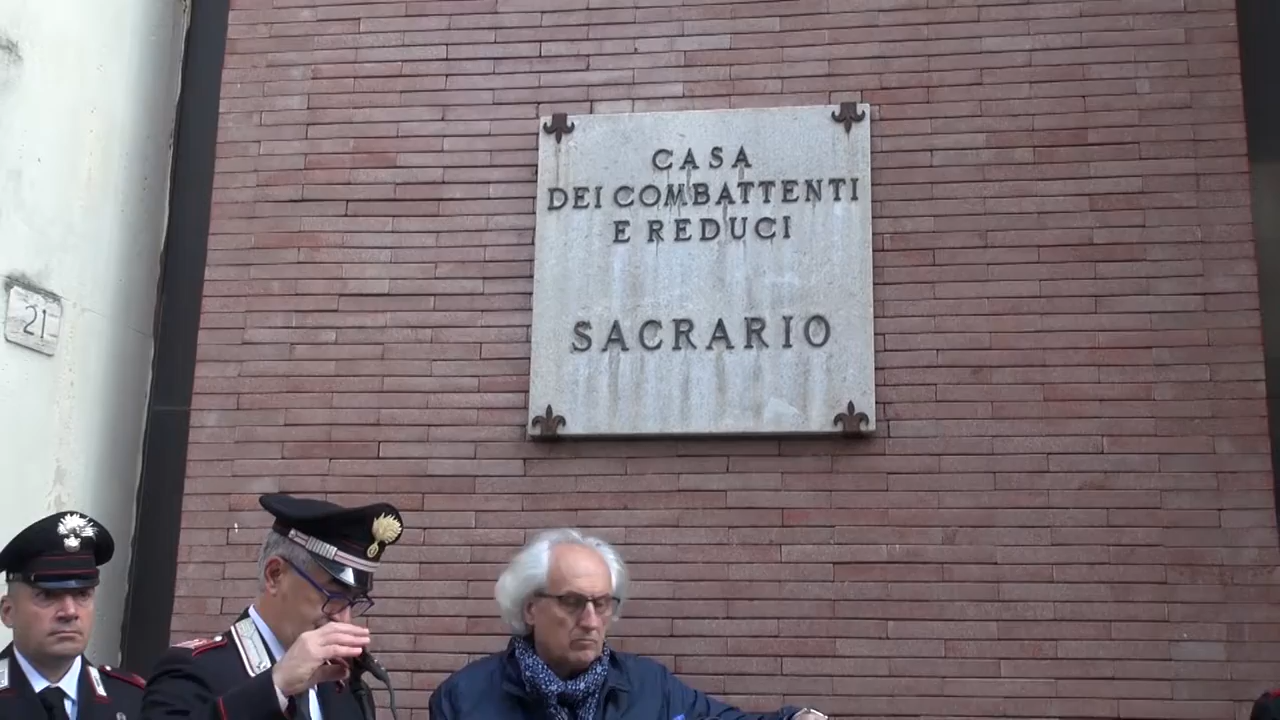 CASA
DEI COMBATTENTI
E REDUCI
SACRARIO
21